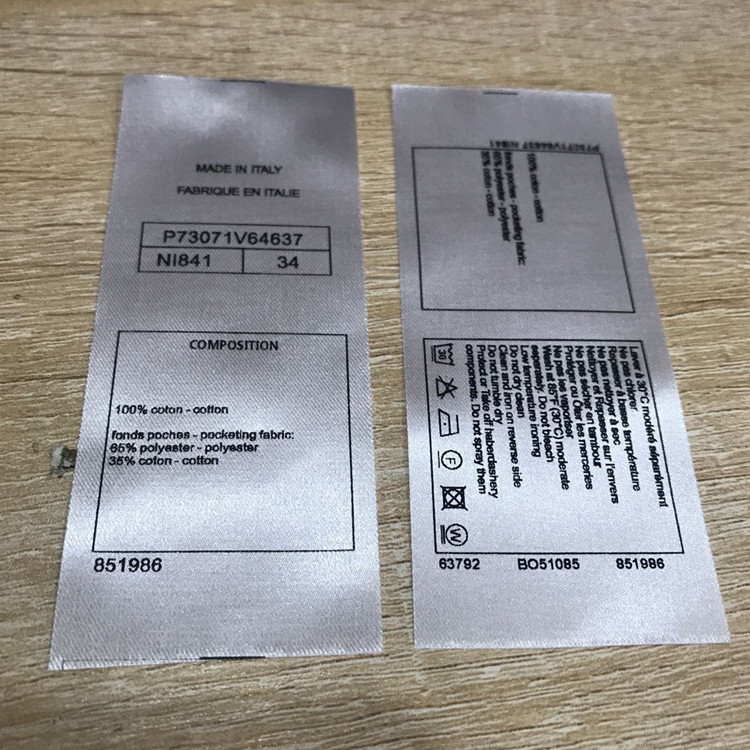 MADE IN ITALY
FABRIQUE EN ITALIE
P73071V64637
NI841 34
COMPOSITION
100% coton - cotton
fonds poches - pocketing fabric:
65% polyester - polyester
35% coton - cotton
851986
P73071V64637 NI841
100% coton - cotton
fonds poches - pocketing fabric:
65% polyester - polyester
35% coton - cotton
Laver à 30°C modéré séparément
Ne pas chlorer
Repasser à basse température
Ne pas nettoyer à sec
Nettoyer et Repasser sur l'envers
Ne pas sécher en tambour
Protéger ou Ôter les merceries
Ne pas les vaporiser
Wash at 86°F (30°C) moderate
separately. Do not bleach
Low temperature ironing
Do not dry clean
Clean and iron on reverse side
Do not tumble dry
Protect or Take off haberdashery
components. Do not spray them
30
F
W
63792 BO51085 851986